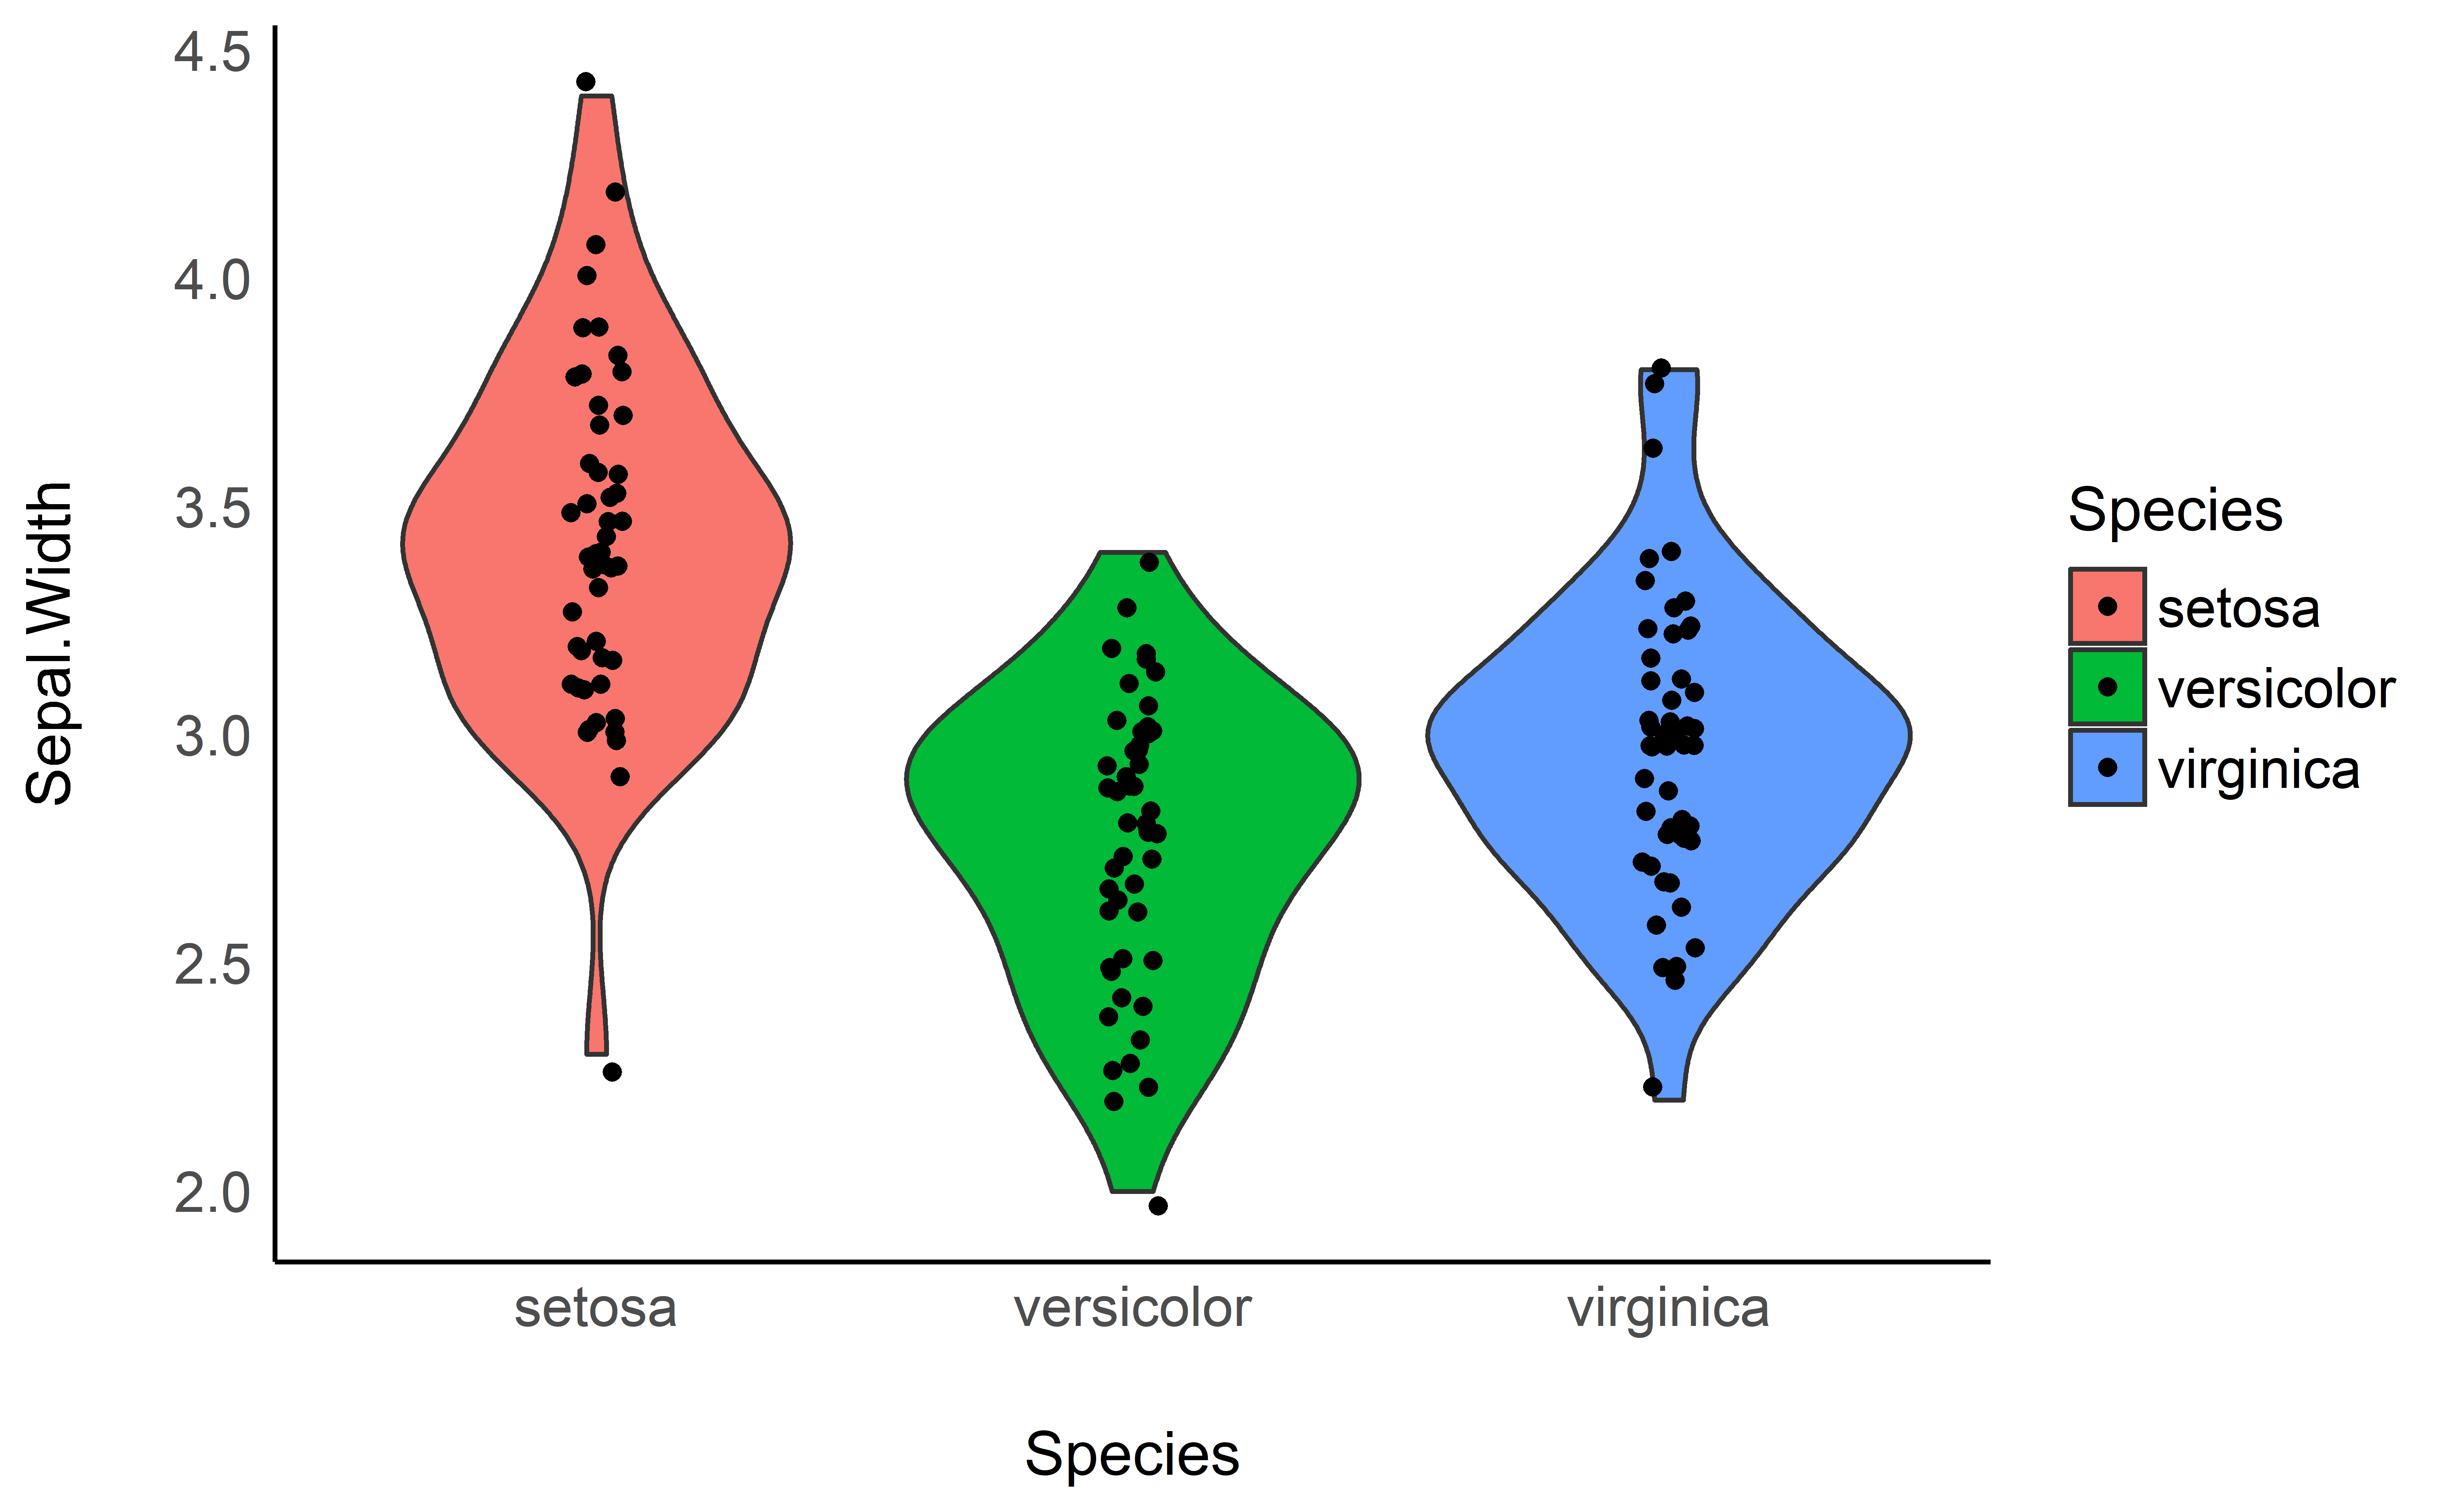 Sepal.Width
4.5
4.0
3.5
3.0
2.5
2.0
setosa versicolor virginica
Species
Species
setosa
versicolor
virginica